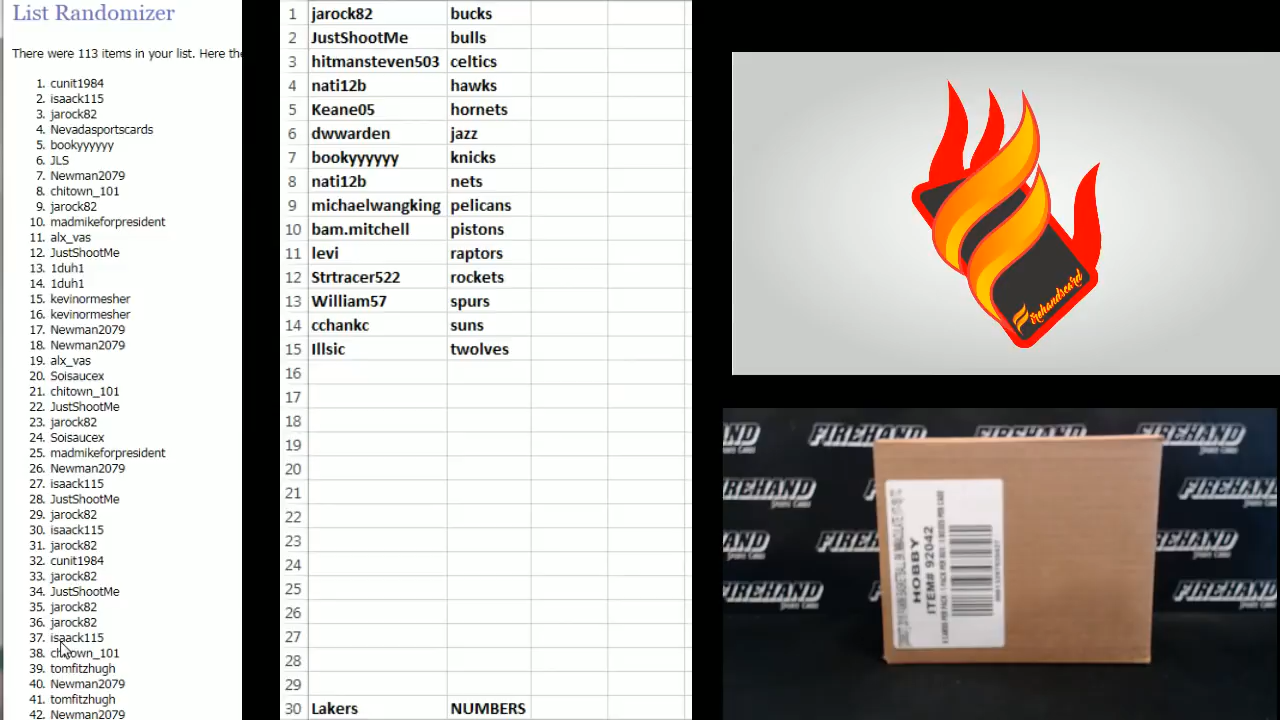 List Randomizer
There were 113 items in your list. Here the
1. cunit1984
2. isaack115
3. jarock82
4. Nevadasportscards
5. bookyyyyyy
6. JLS
7. Newman2079
8. chitown_101
9. jarock82
10. madmikeforpresident
11. alx_vas
12. JustShootMe
13. 1duh1
14. 1duh1
15. kevinormesher
16. kevinormesher
17. Newman2079
18. Newman2079
19. alx_vas
20. Soisaucex
21. chitown_101
22. JustShootMe
23. jarock82
24. Soisaucex
25. madmikeforpresident
26. Newman2079
27. isaack115
28. JustShootMe
29. jarock82
30. isaack115
31. jarock82
32. cunit1984
33. jarock82
34. JustShootMe
35. jarock82
36. jarock82
37. isaack115
38. chitown_101
39. tomfitzhugh
40. Newman2079
41. tomfitzhugh
42. Newman2079
1 jarock82 bucks
2 JustShootMe bulls
3 hitmansteven503 celtics
4 nati12b hawks
5 Keane05 hornets
6 dwwarden jazz
7 bookyyyyyy knicks
8 nati12b nets
9 michaelwangking pelicans
10 bam.mitchell pistons
11 levi raptors
12 Strtracer522 rockets
13 William57 spurs
14 cchankc suns
15 Illsic twolves
16
17
18
19
20
21
22
23
24
25
26
27
28
29
30 Lakers NUMBERS
Firehandscard
FIREHAND
HOBBY
ITEM# 92042